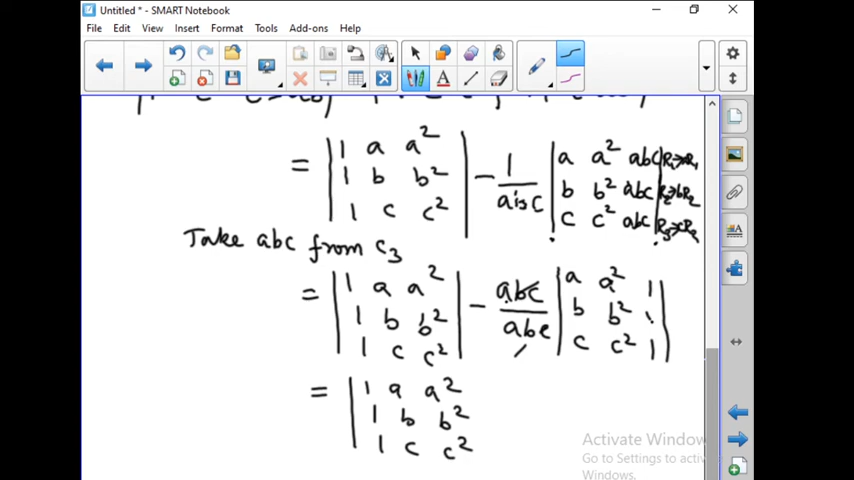 Untitled * - SMART Notebook
File Edit View Insert Format Tools Add-ons Help
= |1 a a² - 1/abc |a a² abc| R₁→aR₁
1 b b² b b² abc R₂→bR₂
1 c c²| c c² abc R₃→cR₃
Take abc from C₃
= |1 a a² - abc/abc |a a² 1
1 b b² b b² 1
1 c c²| c c² 1|
= |1 a a²
1 b b²
1 c c²
Activate Window
Go to Settings to activ
Windows.